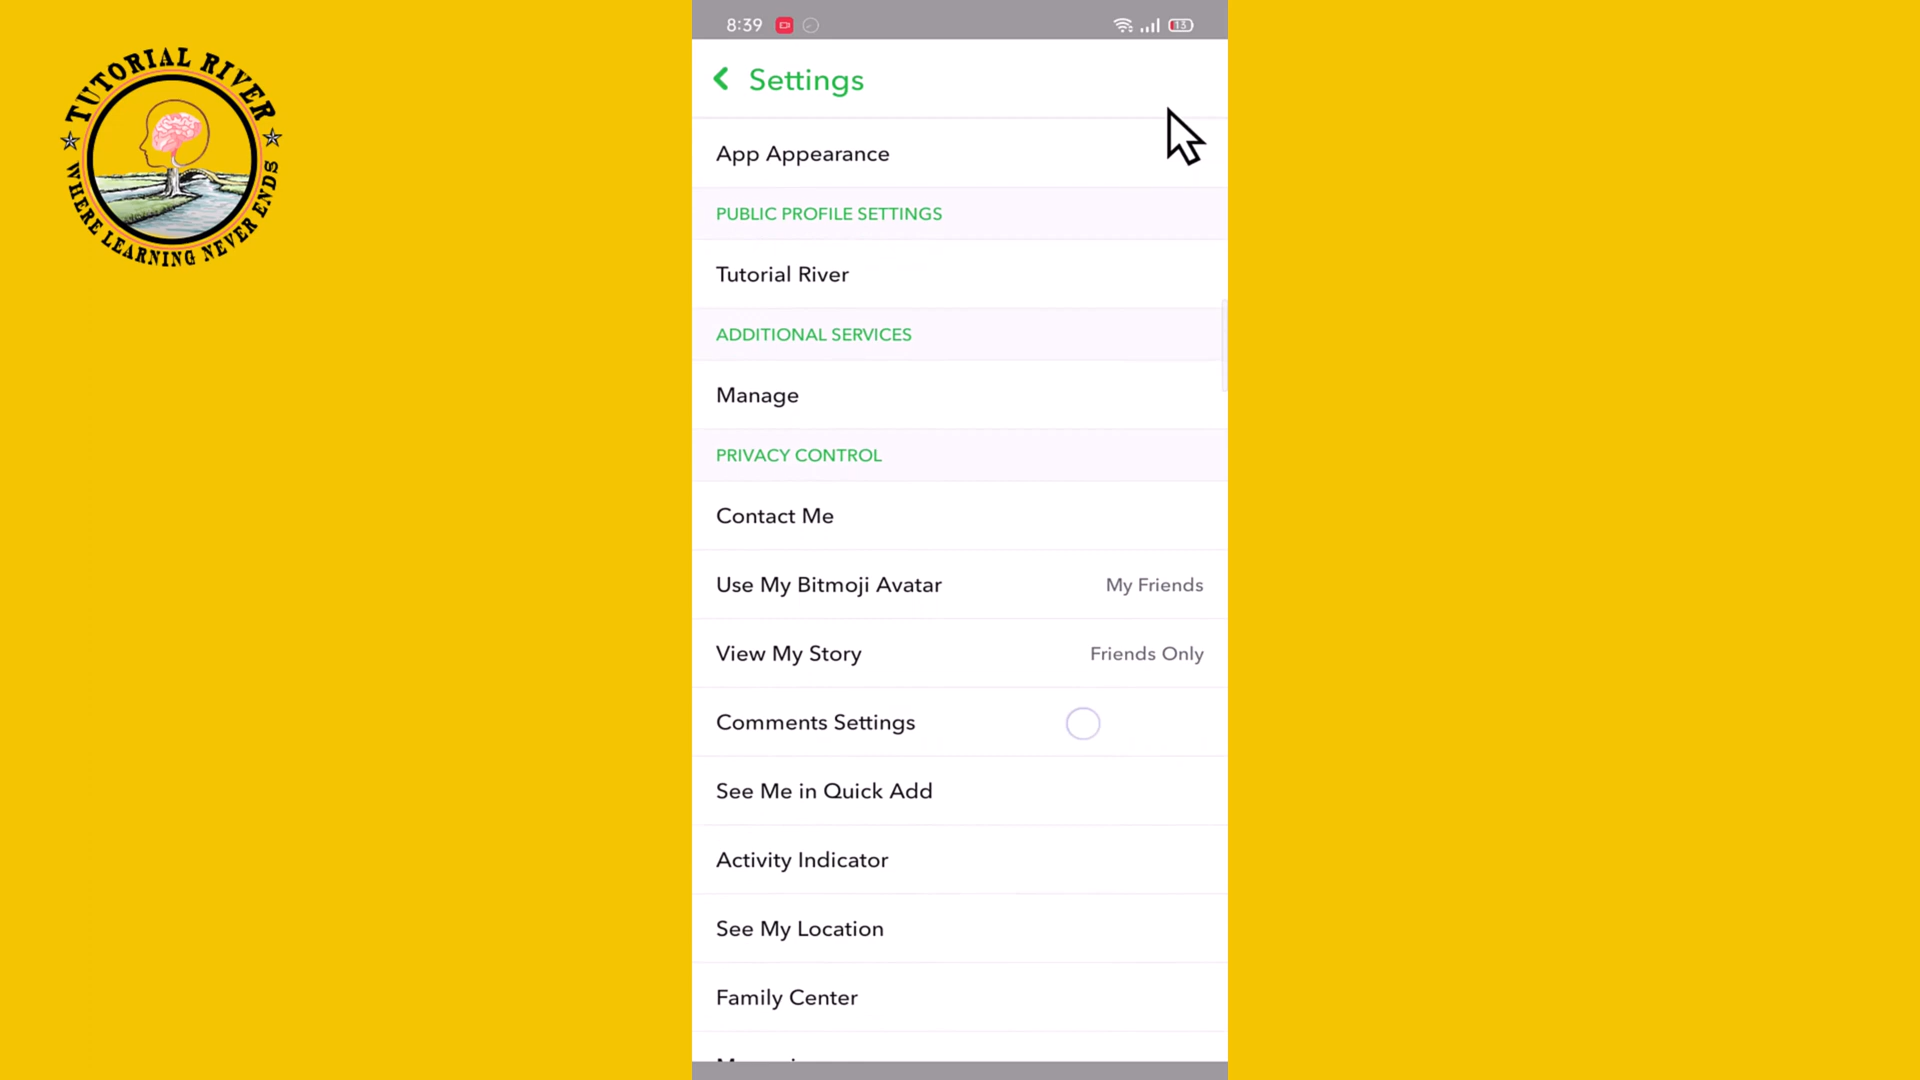 TUTORIAL RIVER
WHERE LEARNING NEVER ENDS
8:39
13
Settings
App Appearance
PUBLIC PROFILE SETTINGS
Tutorial River
ADDITIONAL SERVICES
Manage
PRIVACY CONTROL
Contact Me
Use My Bitmoji Avatar My Friends
View My Story Friends Only
Comments Settings
See Me in Quick Add
Activity Indicator
See My Location
Family Center